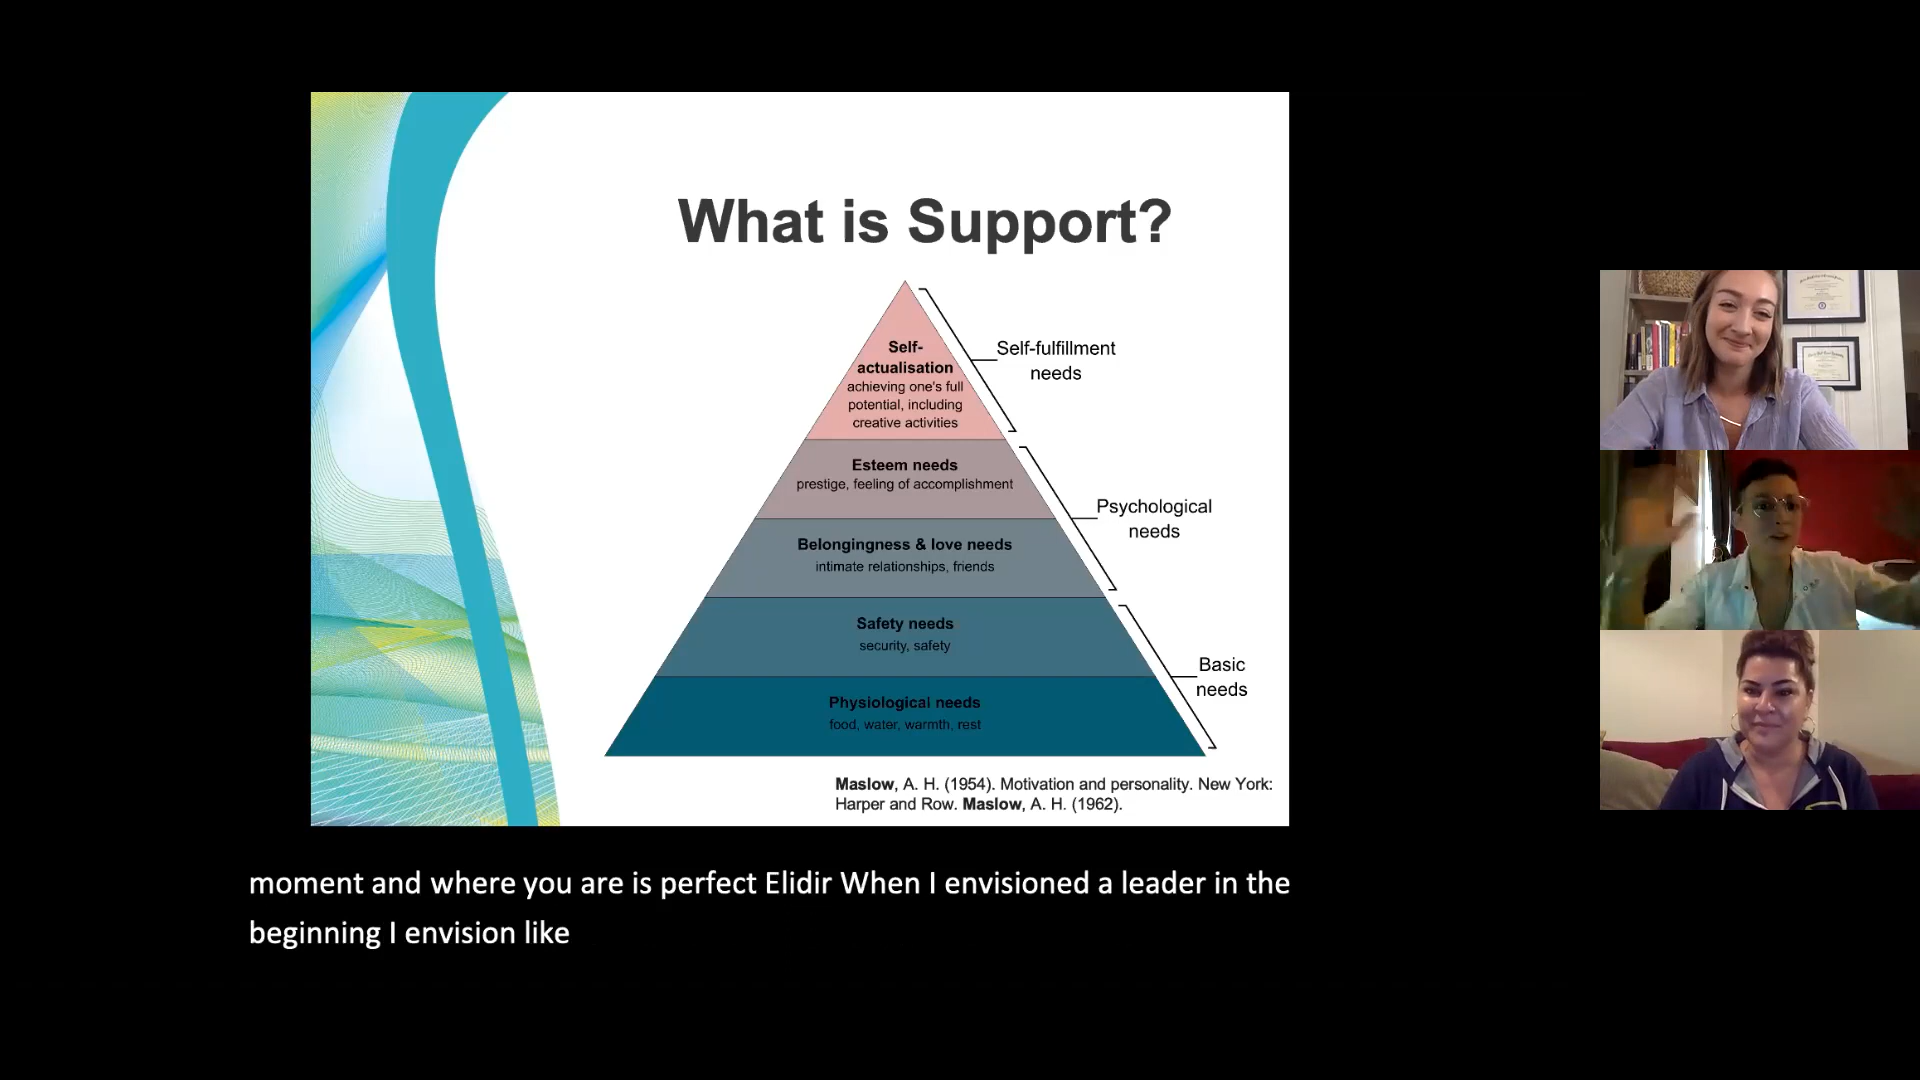 What is Support?
Self-
actualisation
achieving one's full
potential, including
creative activities
Self-fulfillment
needs
Esteem needs
prestige, feeling of accomplishment
Psychological
needs
Belongingness & love needs
intimate relationships, friends
Safety needs
security, safety
Basic
needs
Physiological needs
food, water, warmth, rest
Maslow, A. H. (1954). Motivation and personality. New York:
Harper and Row. Maslow, A. H. (1962).
moment and where you are is perfect Elidir When I envisioned a leader in the
beginning I envision like